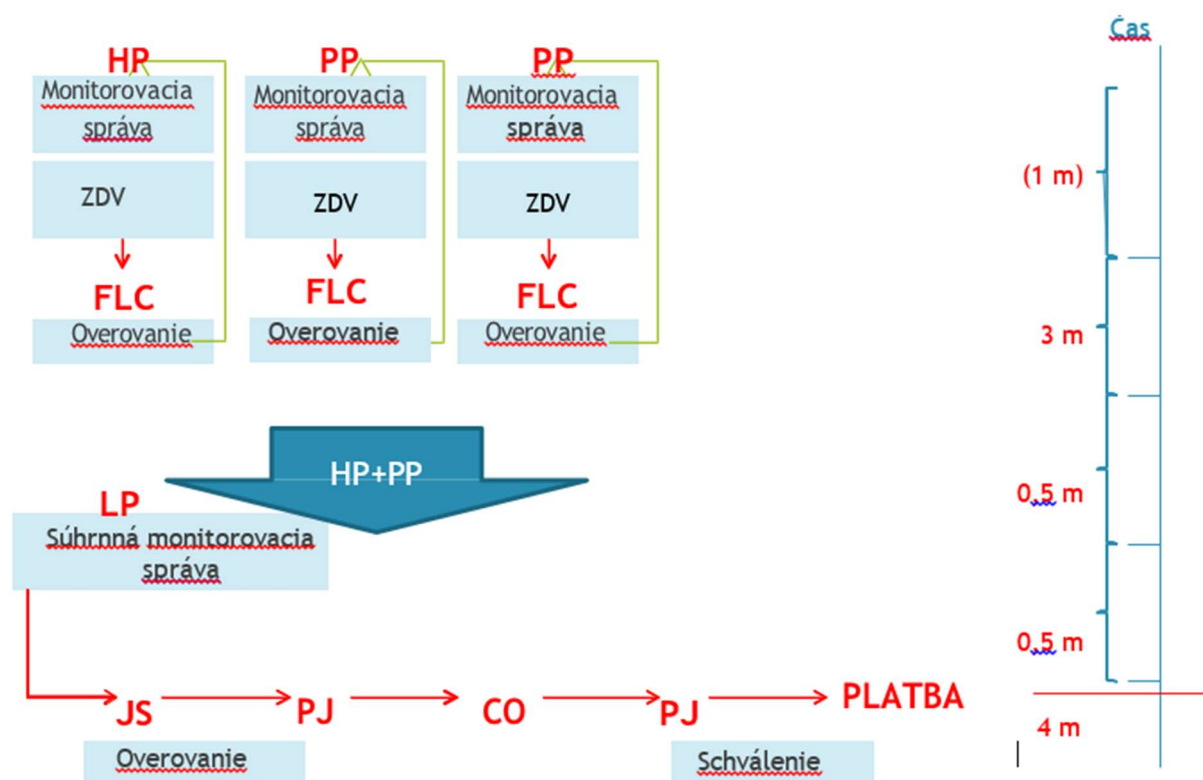 Čas
HP
Monitorovacia
správa
ZDV
FLC
Overovanie
PP
Monitorovacia
správa
ZDV
FLC
Overovanie
PP
Monitorovacia
správa
ZDV
FLC
Overovanie
(1 m)
3 m
HP+PP
LP
Súhrnná monitorovacia
správa
0,5 m
0,5 m
JS
PJ
CO
PJ
PLATBA
4 m
Overovanie
Schválenie